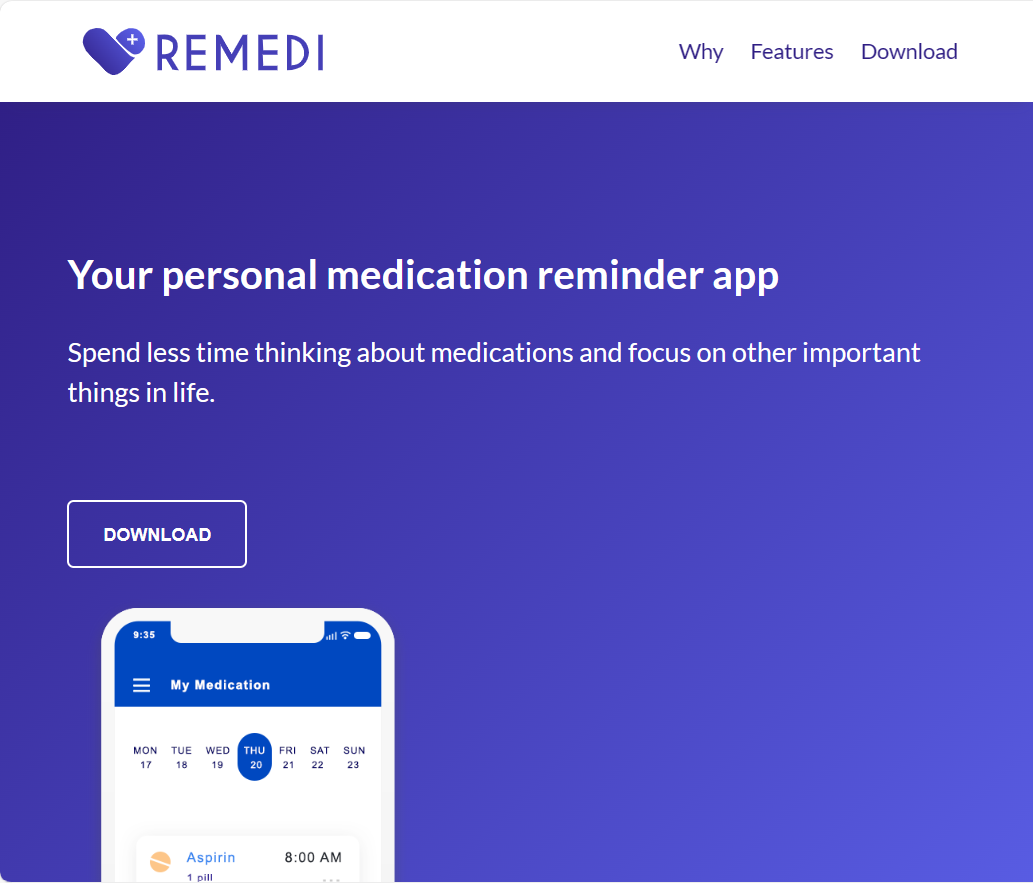 REMEDI
Why Features Download
Your personal medication reminder app
Spend less time thinking about medications and focus on other important
things in life.
DOWNLOAD
9:35
My Medication
MON TUE WED THU FRI SAT SUN
17 18 19 20 21 22 23
Aspirin 8:00 AM
1 pill